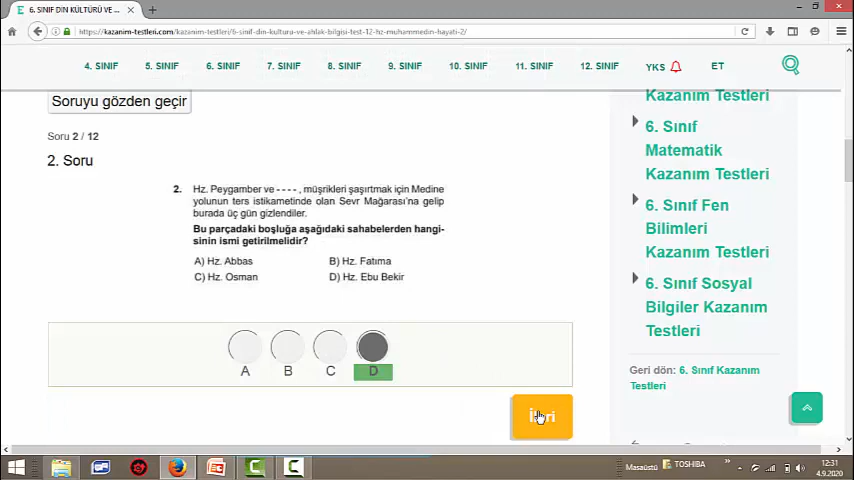 6. SINIF DİN KÜLTÜRÜ VE ...
https://kazanim-testleri.com/kazanim-testleri/6-sinif-din-kulturu-ve-ahlak-bilgisi-test-12-hz-muhammedin-hayati-2/
4. SINIF 5. SINIF 6. SINIF 7. SINIF 8. SINIF 9. SINIF 10. SINIF 11. SINIF 12. SINIF YKS ET
Soruyu gözden geçir
Soru 2 / 12
2. Soru
2. Hz. Peygamber ve - - - - , müşrikleri şaşırtmak için Medine
yolunun ters istikametinde olan Sevr Mağarası'na gelip
burada üç gün gizlendiler.
Bu parçadaki boşluğa aşağıdaki sahabelerden hangi-
sinin ismi getirilmelidir?
A) Hz. Abbas B) Hz. Fatıma
C) Hz. Osman D) Hz. Ebu Bekir
A B C D
İleri
Kazanım Testleri
6. Sınıf
Matematik
Kazanım Testleri
6. Sınıf Fen
Bilimleri
Kazanım Testleri
6. Sınıf Sosyal
Bilgiler Kazanım
Testleri
Geri dön: 6. Sınıf Kazanım
Testleri
Masaüstü TOSHIBA 12:31
4.9.2020